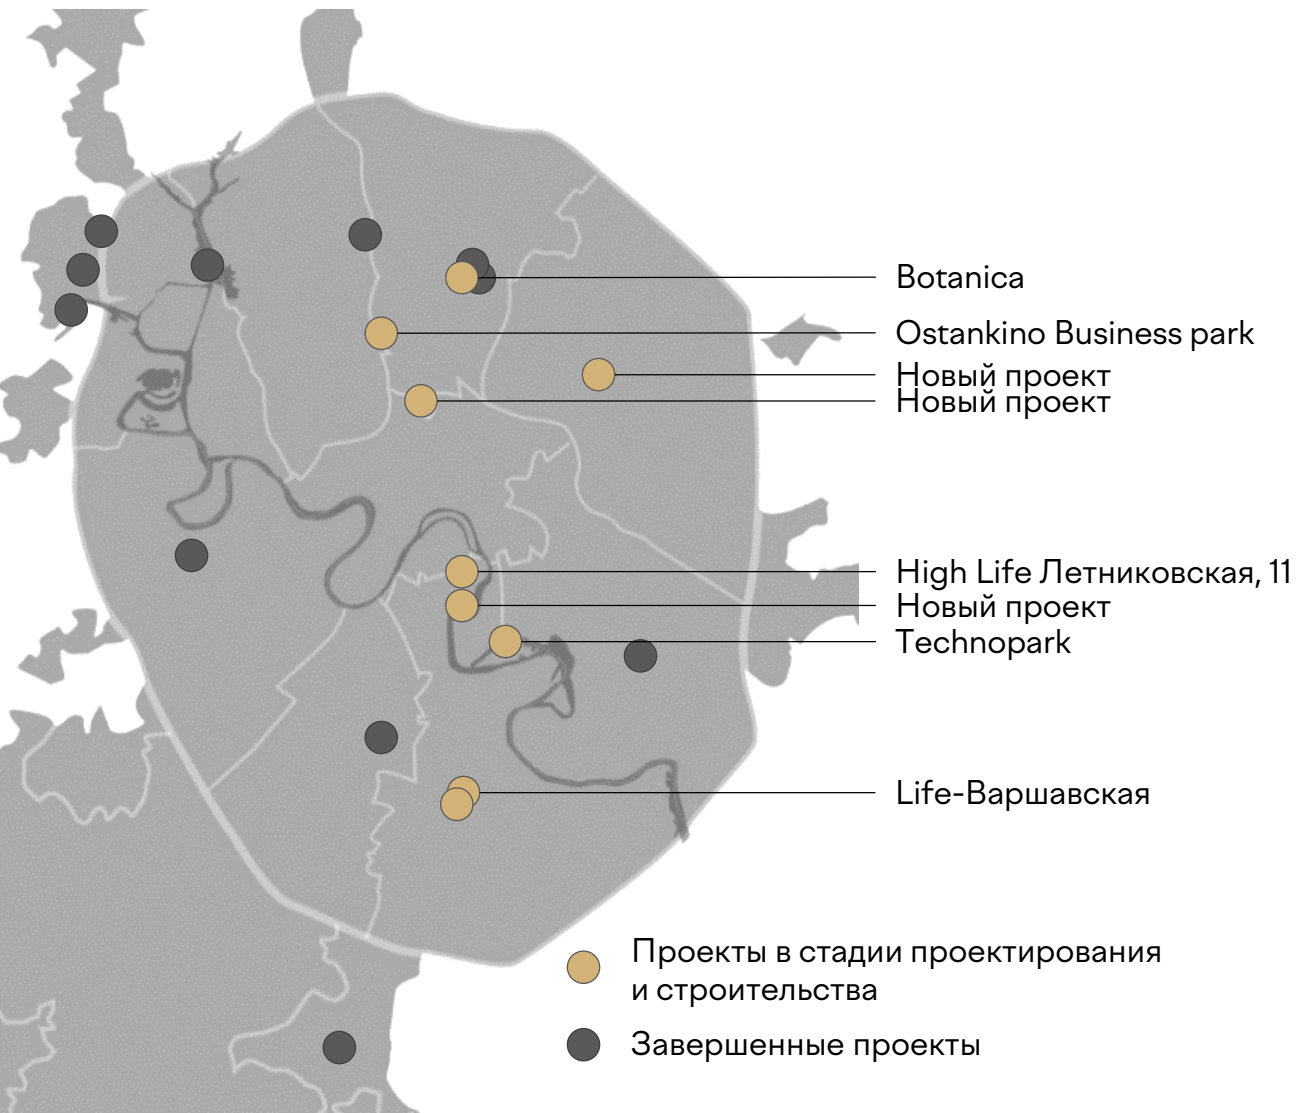 Botanica
Ostankino Business park
Новый проект
Новый проект
High Life Летниковская, 11
Новый проект
Technopark
Life-Варшавская
Проекты в стадии проектирования
и строительства
Завершенные проекты